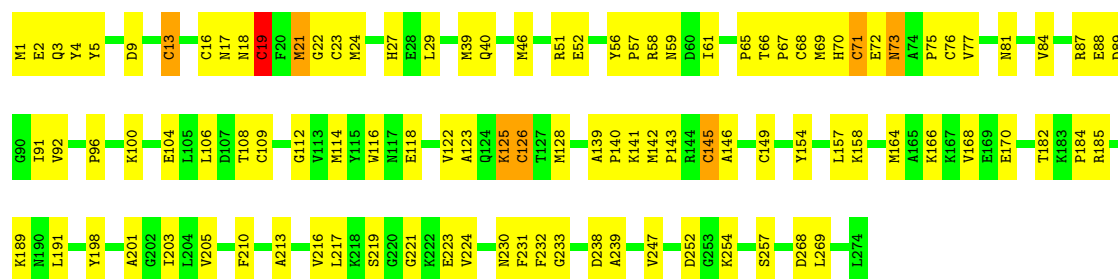 M1 E2 Q3 Y4 Y5 D9 C13 C16 N17 N18 C19 F20 M21 G22 C23 M24 H27 E28 L29 M39 Q40 M46 R51 E52 Y56 P57 R58 N59 D60 I61 P65 T66 P67 C68 M69 H70 C71 E72 N73 A74 P75 C76 V77 N81 V84 R87 E88
G90 I91 V92 P96 K100 E104 L105 L106 D107 T108 C109 G112 V113 M114 Y115 W116 N117 E118 V122 A123 Q124 K125 C126 T127 M128 A139 P140 K141 M142 P143 R144 C145 A146 C149 Y154 L157 K158 M164 A165 K166 K167 V168 E169 E170 T182 K183 P184 R185
K189 N190 L191 Y198 A201 G202 I203 L204 V205 F210 A213 V216 L217 K218 S219 G220 G221 K222 E223 V224 N230 F231 F232 G233 D238 A239 V247 D252 G253 K254 S257 D268 L269 L274